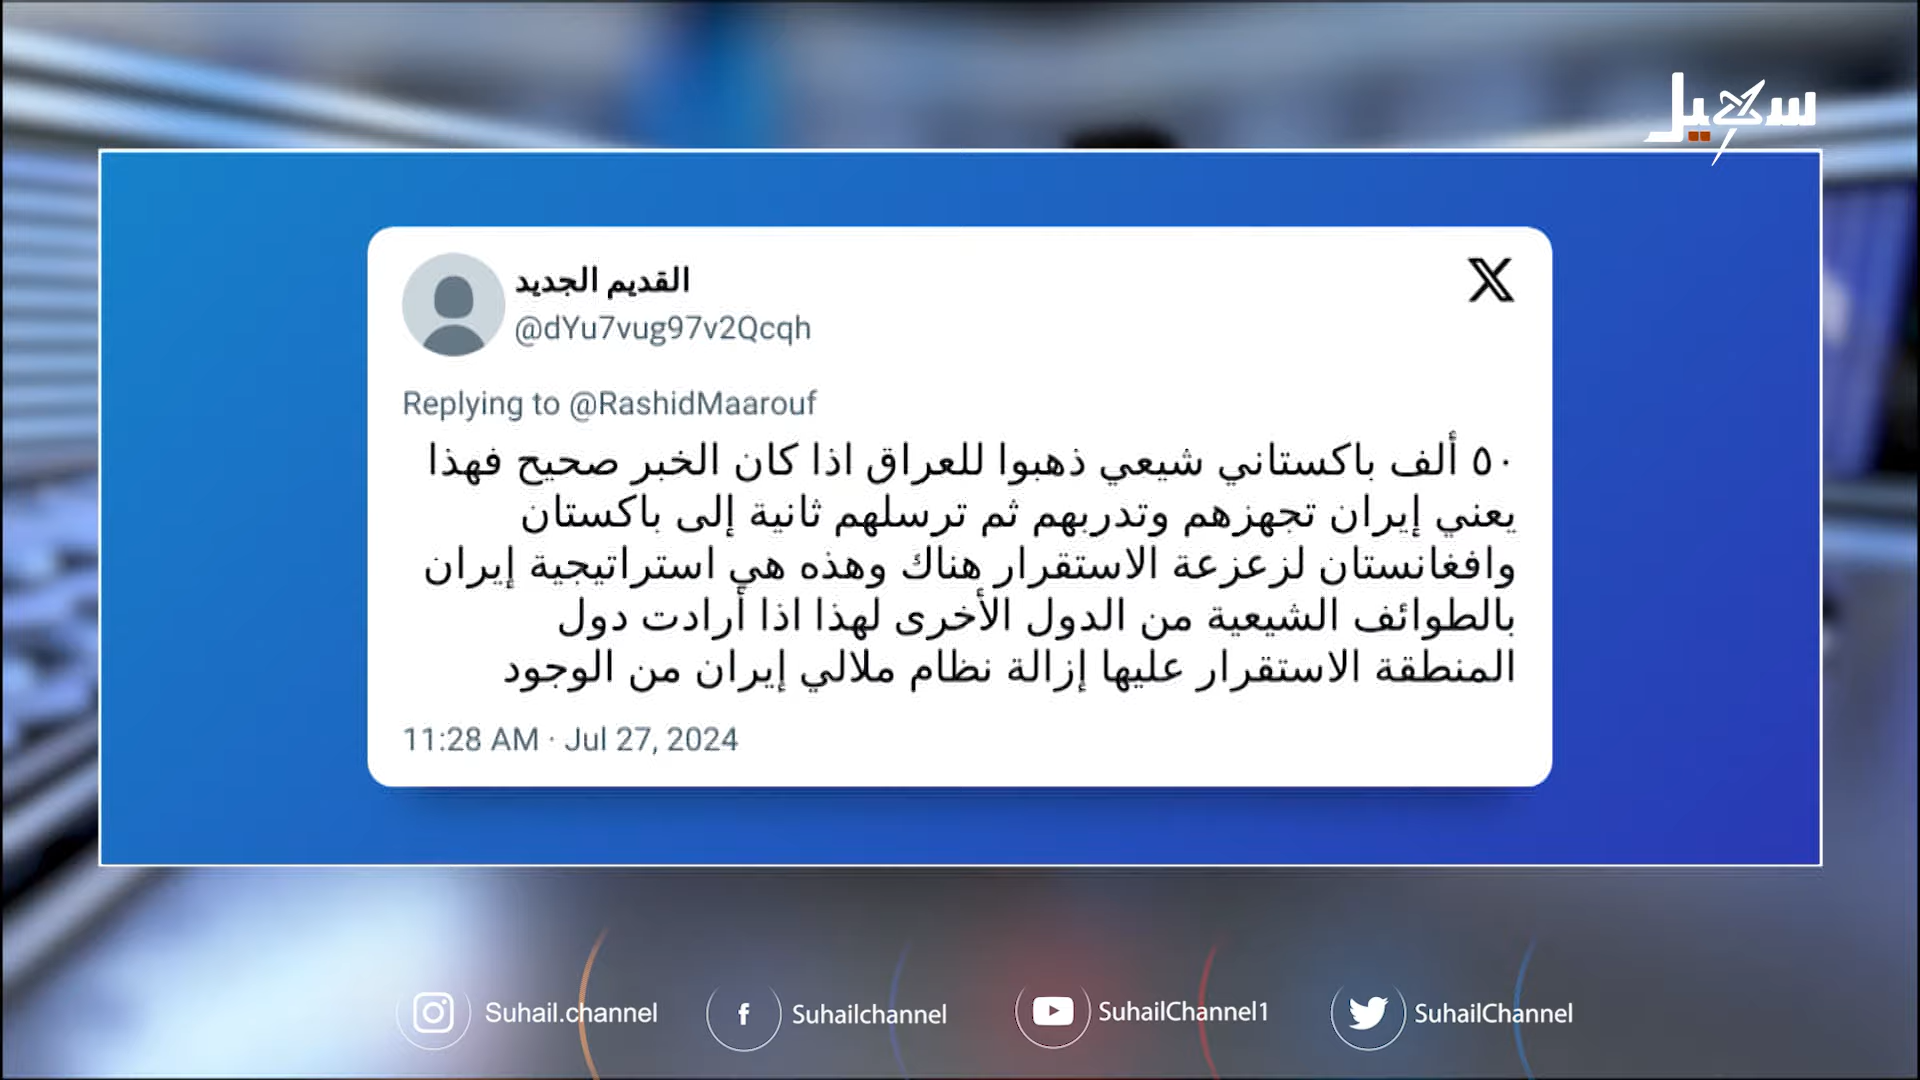 سهيل
القديم الجديد
@dYu7vug97v2Qcqh
Replying to @RashidMaarouf
٥٠ ألف باكستاني شيعي ذهبوا للعراق اذا كان الخبر صحيح فهذا
يعني إيران تجهزهم وتدربهم ثم ترسلهم ثانية إلى باكستان
وافغانستان لزعزعة الاستقرار هناك وهذه هي استراتيجية إيران
بالطوائف الشيعية من الدول الأخرى لهذا اذا أرادت دول
المنطقة الاستقرار عليها إزالة نظام ملالي إيران من الوجود
11:28 AM · Jul 27, 2024
Suhail.channel
Suhailchannel
SuhailChannel1
SuhailChannel